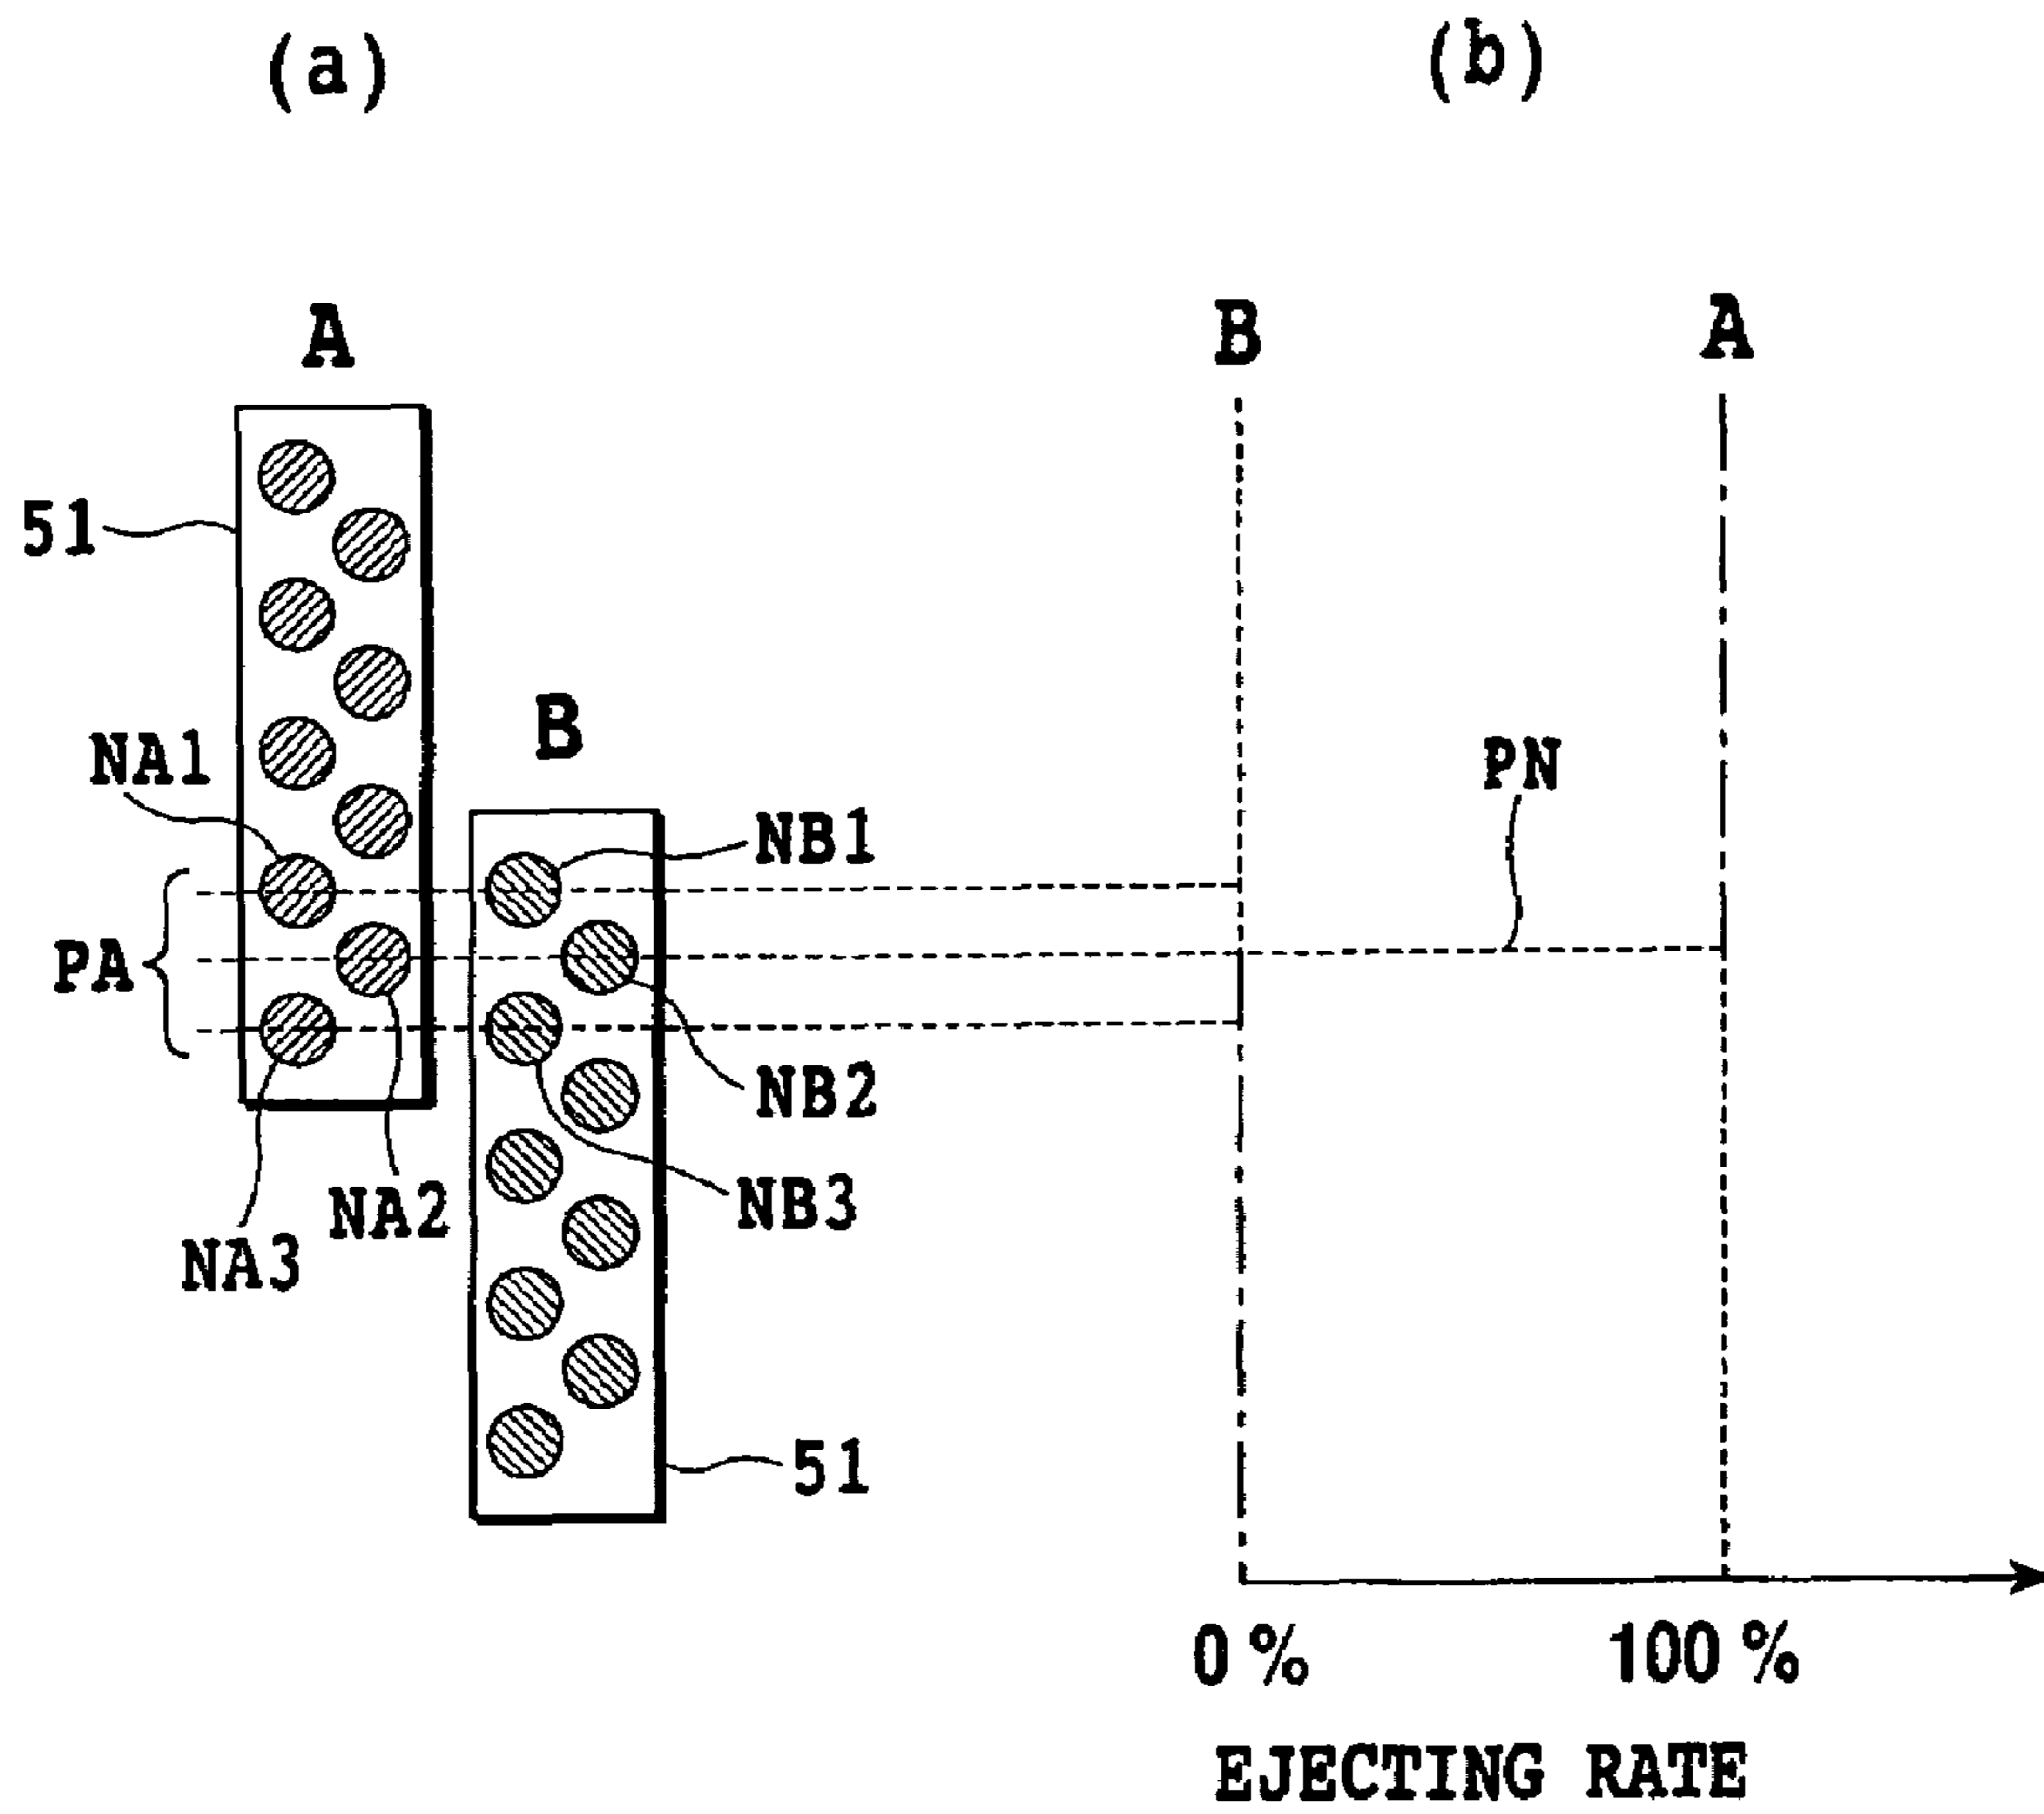 (a) (b)
A B A
51
NA1 B PN
NB1
PA
NB2
NA2 NB3
NA3
51
0% 100%
EJECTING RATE